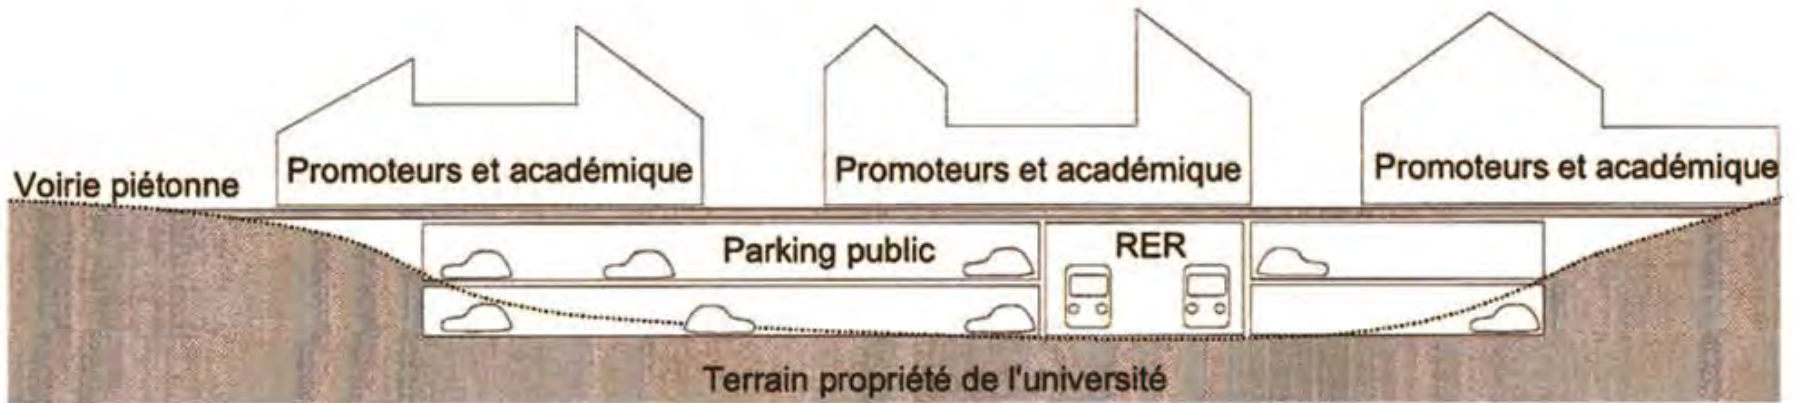 Promoteurs et académique
Promoteurs et académique
Promoteurs et académique
Voirie piétonne
Parking public
RER
Terrain propriété de l'université